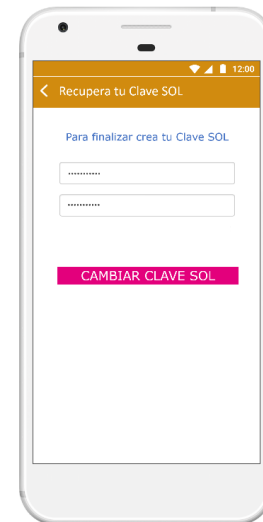 12:00
Recupera tu Clave SOL
Para finalizar crea tu Clave SOL
...........
...........
CAMBIAR CLAVE SOL